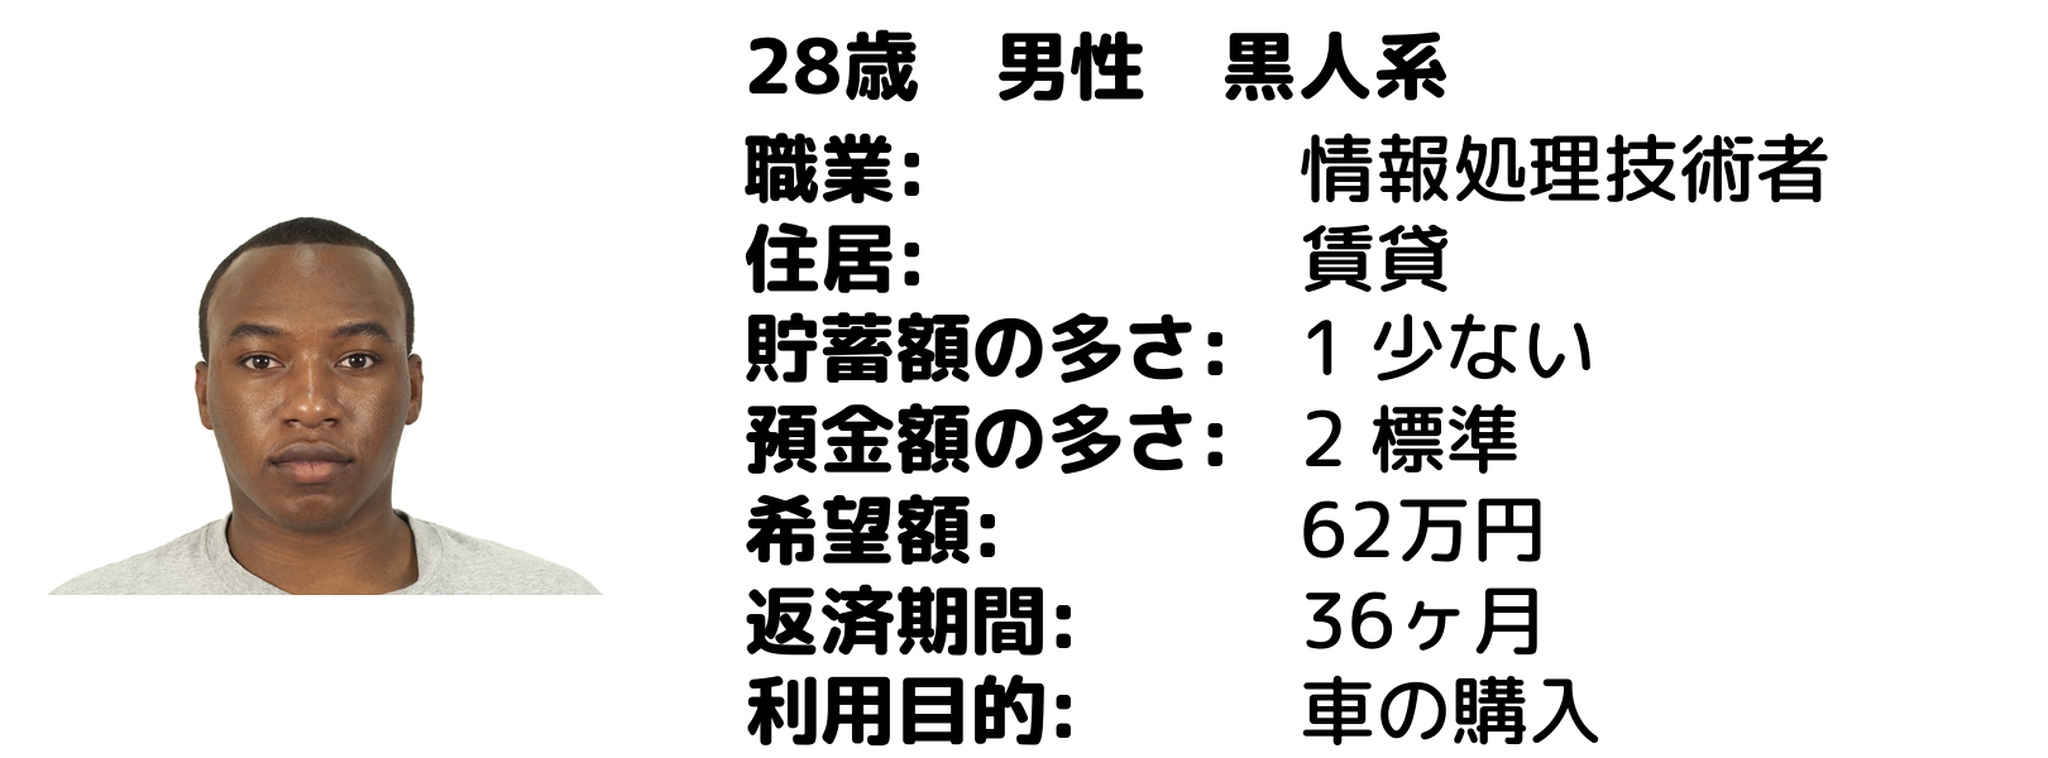 28歳　男性　黒人系
職業: 情報処理技術者
住居: 賃貸
貯蓄額の多さ: 1 少ない
預金額の多さ: 2 標準
希望額: 62万円
返済期間: 36ヶ月
利用目的: 車の購入